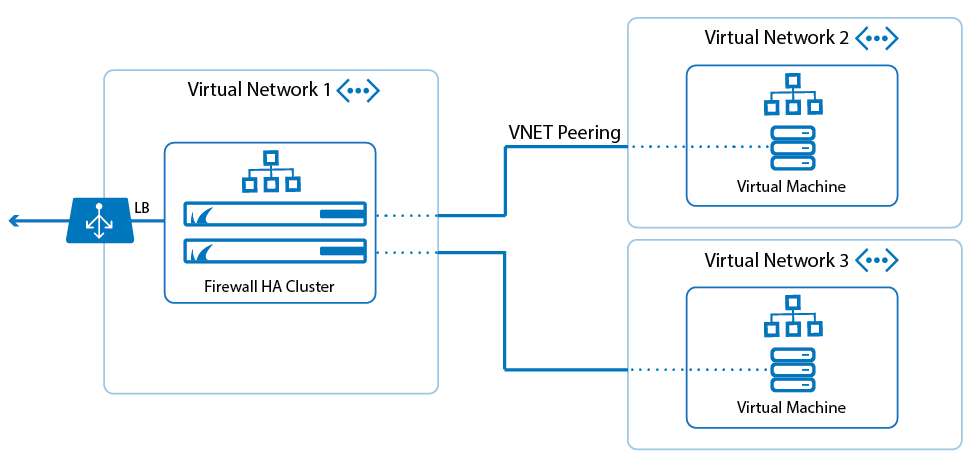 Virtual Network 1
LB
Firewall HA Cluster
VNET Peering
Virtual Network 2
Virtual Machine
Virtual Network 3
Virtual Machine